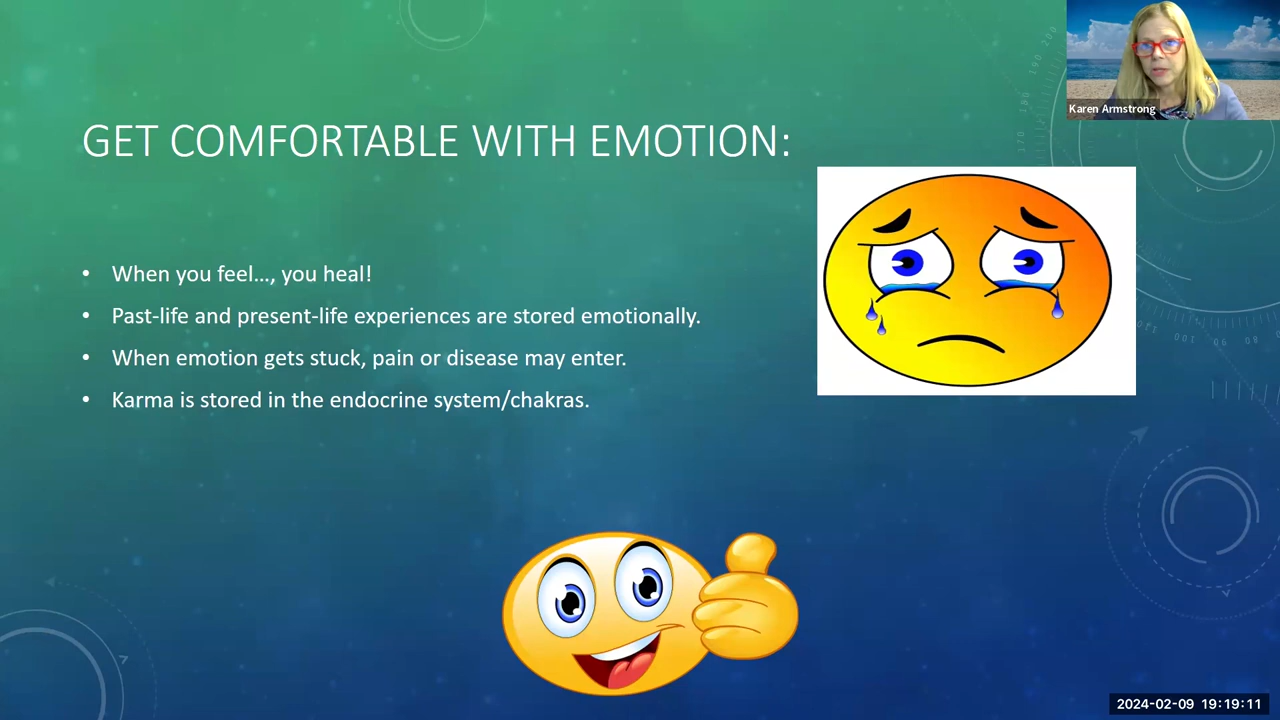 Karen Armstrong
GET COMFORTABLE WITH EMOTION:
• When you feel..., you heal!
• Past-life and present-life experiences are stored emotionally.
• When emotion gets stuck, pain or disease may enter.
• Karma is stored in the endocrine system/chakras.
2024-02-09 19:19:11